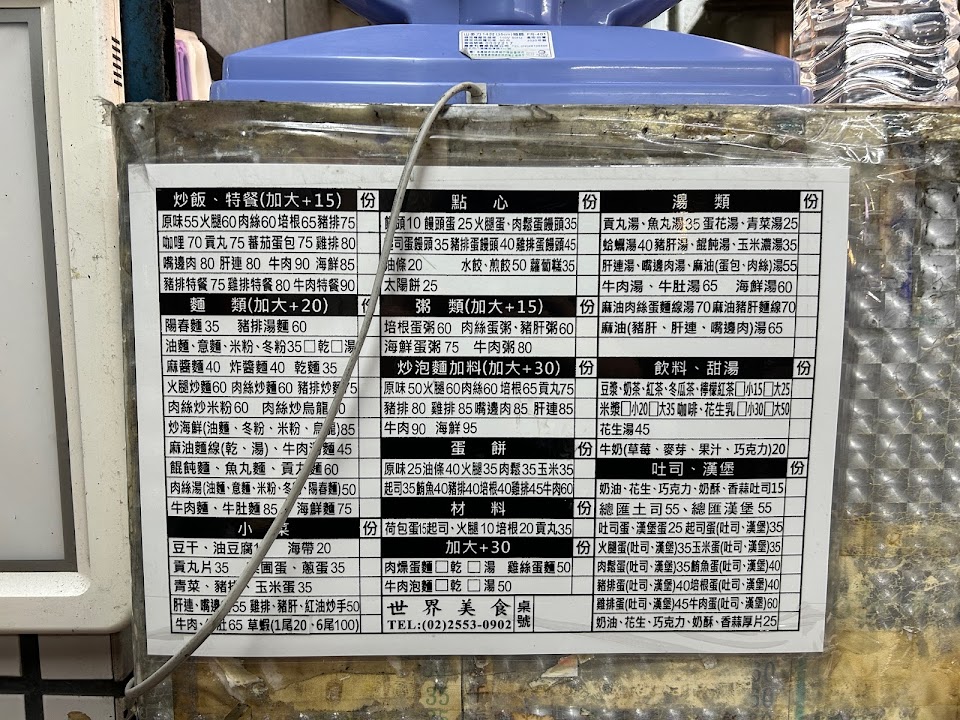 炒飯、特餐(加大+15) 份
原味55火腿60肉絲60培根65豬排75
咖哩70貢丸75蕃茄蛋包75雞排80
嘴邊肉80肝連80牛肉90海鮮85
豬排特餐75雞排特餐80牛肉特餐90
麵 類(加大+20) 份
陽春麵35 豬排湯麵60
油麵、意麵、米粉、冬粉35□乾□湯
麻醬麵40 炸醬麵40 乾麵35
火腿炒麵60肉絲炒麵60豬排炒麵75
肉絲炒米粉60 肉絲炒烏龍
炒海鮮(油麵、冬粉、米粉、烏龍)85
麻油麵線(乾、湯)、牛肉湯麵45
餛飩麵、魚丸麵、貢丸麵60
肉絲湯(油麵、意麵、米粉、冬粉、陽春麵)50
牛肉麵、牛肚麵85 海鮮麵75
小 菜 份
豆干、油豆腐 海帶20
貢丸片35 蛋、蔥蛋35
青菜、豬 玉米蛋35
肝連、嘴邊 55雞排、豬肝、紅油炒手50
牛肉、 肚65草蝦(1尾20、6尾100)
點 心 份
饅頭10饅頭蛋25火腿蛋、肉鬆蛋饅頭35
起司蛋饅頭35豬排蛋饅頭40雞排蛋饅頭45
油條20 水餃、煎餃50蘿蔔糕35
太陽餅25
粥 類(加大+15) 份
培根蛋粥60 肉絲蛋粥、豬肝粥60
海鮮蛋粥75 牛肉粥80
炒泡麵加料(加大+30) 份
原味50火腿60肉絲60培根65貢丸75
豬排80雞排85嘴邊肉85肝連85
牛肉90海鮮95
蛋 餅 份
原味25油條40火腿35肉鬆35玉米35
起司35鮪魚40豬排40培根40雞排45牛肉60
材 料 份
荷包蛋15起司、火腿10培根20貢丸35
加大+30 份
肉燥蛋麵□乾□湯 雞絲蛋麵50
牛肉泡麵□乾□湯50
世界美食 桌號
TEL:(02)2553-0902
湯 類 份
貢丸湯、魚丸湯35蛋花湯、青菜湯25
蛤蠣湯40豬肝湯、餛飩湯、玉米濃湯35
肝連湯、嘴邊肉湯、麻油(蛋包、肉絲)湯55
牛肉湯、牛肚湯65 海鮮湯60
麻油肉絲蛋麵線湯70麻油豬肝麵線70
麻油(豬肝、肝連、嘴邊肉)湯65
飲料、甜湯 份
豆漿、奶茶、紅茶、冬瓜茶、檸檬紅茶□小15□大25
米漿□小20□大35咖啡、花生乳□小30□大50
花生湯45
牛奶(草莓、麥芽、果汁、巧克力)20
吐司、漢堡 份
奶油、花生、巧克力、奶酥、香蒜吐司15
總匯土司55、總匯漢堡55
吐司蛋、漢堡蛋25起司蛋(吐司、漢堡)35
火腿蛋(吐司、漢堡)35玉米蛋(吐司、漢堡)35
肉鬆蛋(吐司、漢堡)35鮪魚蛋(吐司、漢堡)40
豬排蛋(吐司、漢堡)40培根蛋(吐司、漢堡)40
雞排蛋(吐司、漢堡)45牛肉蛋(吐司、漢堡)60
奶油、花生、巧克力、奶酥、香蒜厚片25